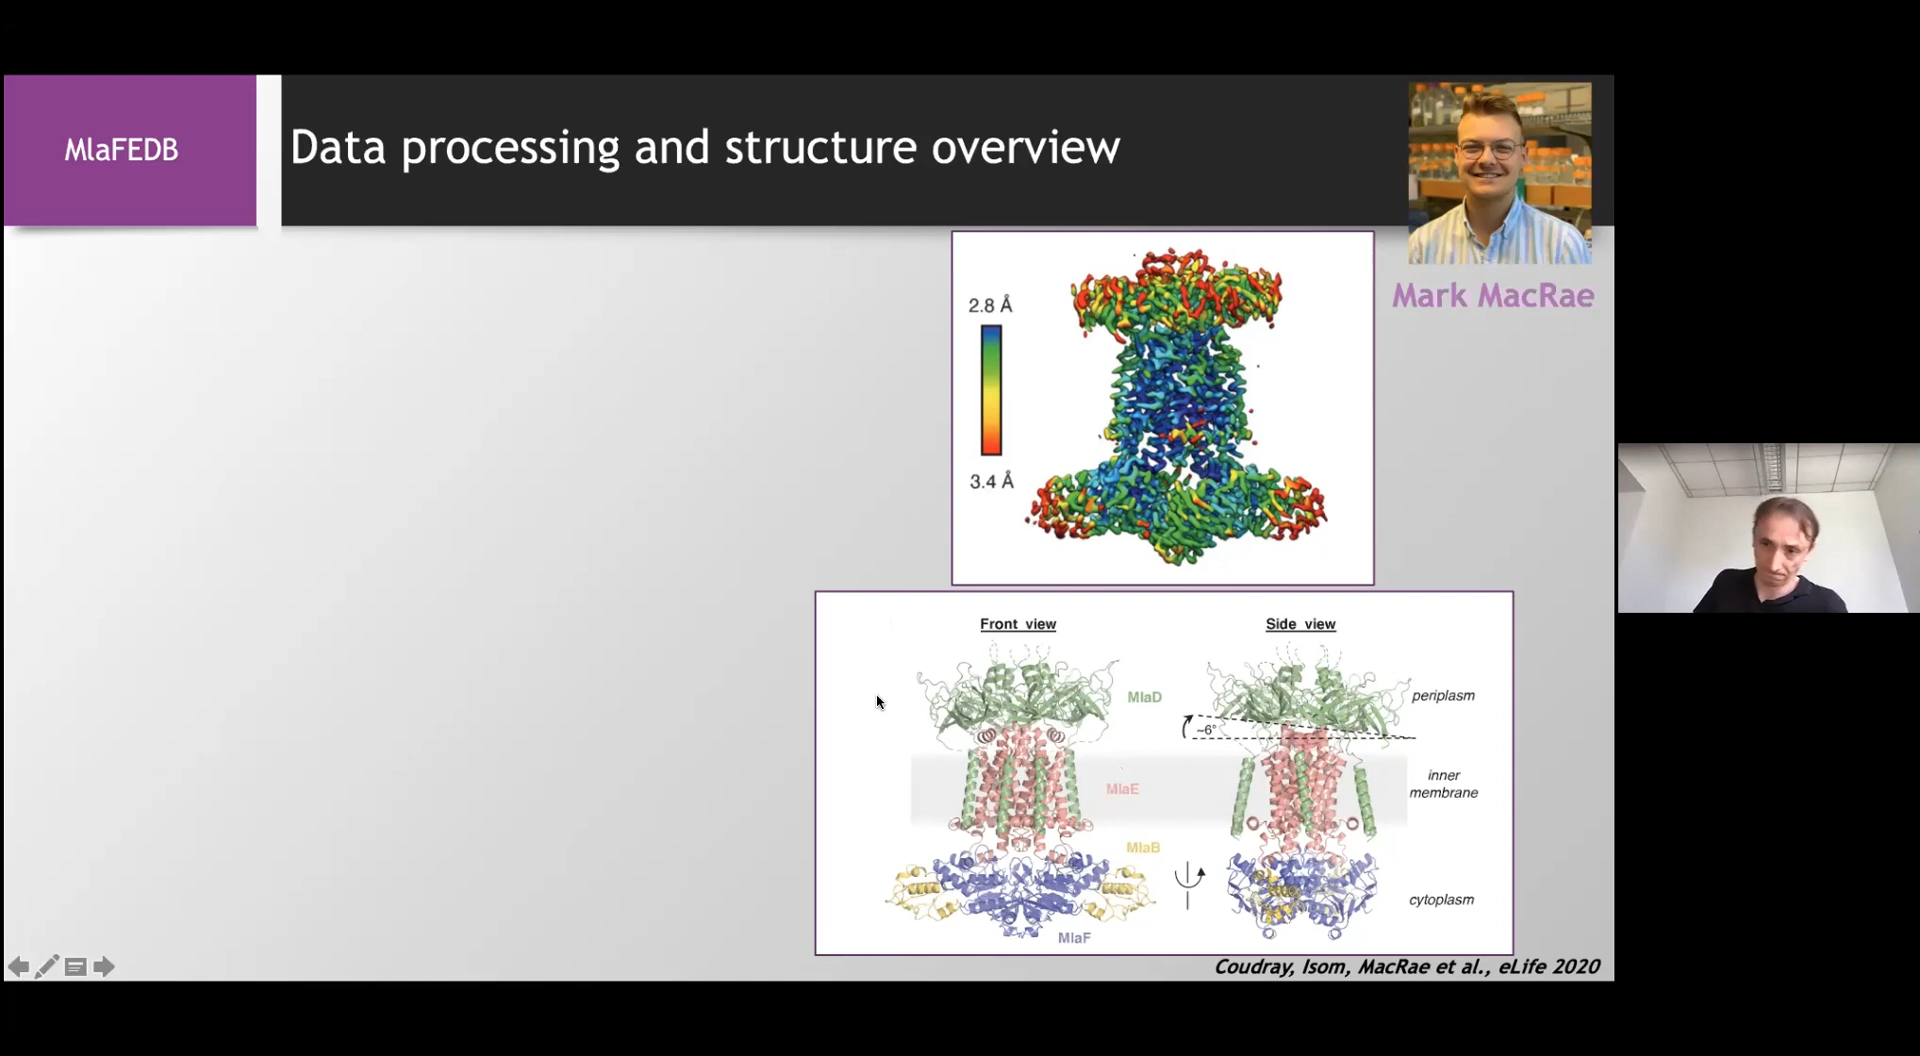 MlaFEDB
Data processing and structure overview
Mark MacRae
2.8 Å
3.4 Å
Front view
Side view
MlaD
periplasm
~6°
MlaE
inner
membrane
MlaB
cytoplasm
MlaF
Coudray, Isom, MacRae et al., eLife 2020